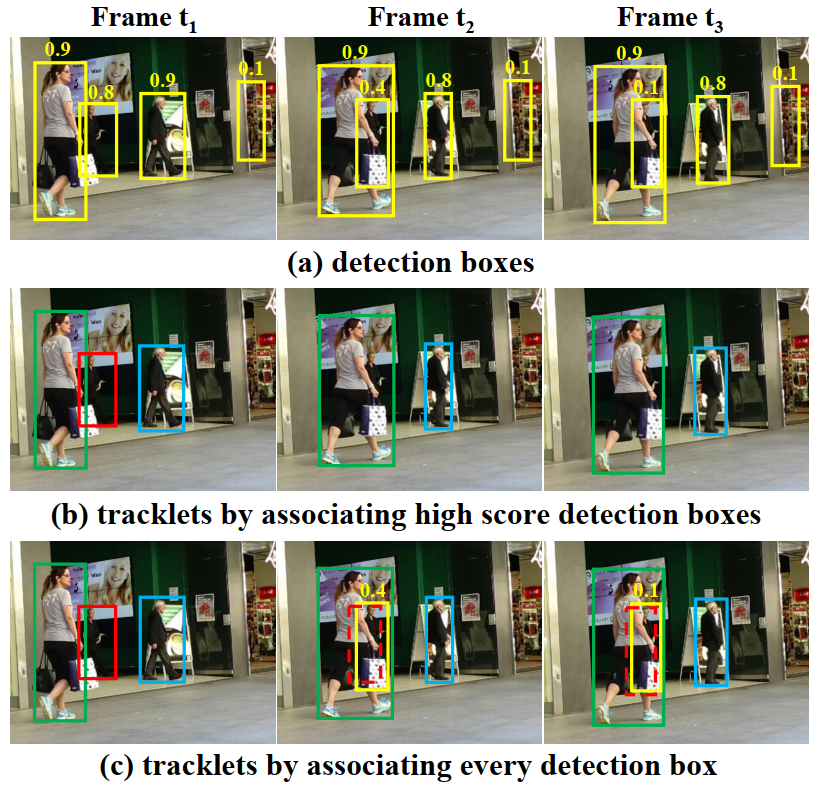 Frame t1 Frame t2 Frame t3
0.9 0.8 0.9 0.1
0.9 0.4 0.8 0.1
0.9 0.1 0.8 0.1
(a) detection boxes
(b) tracklets by associating high score detection boxes
0.4 0.1
(c) tracklets by associating every detection box